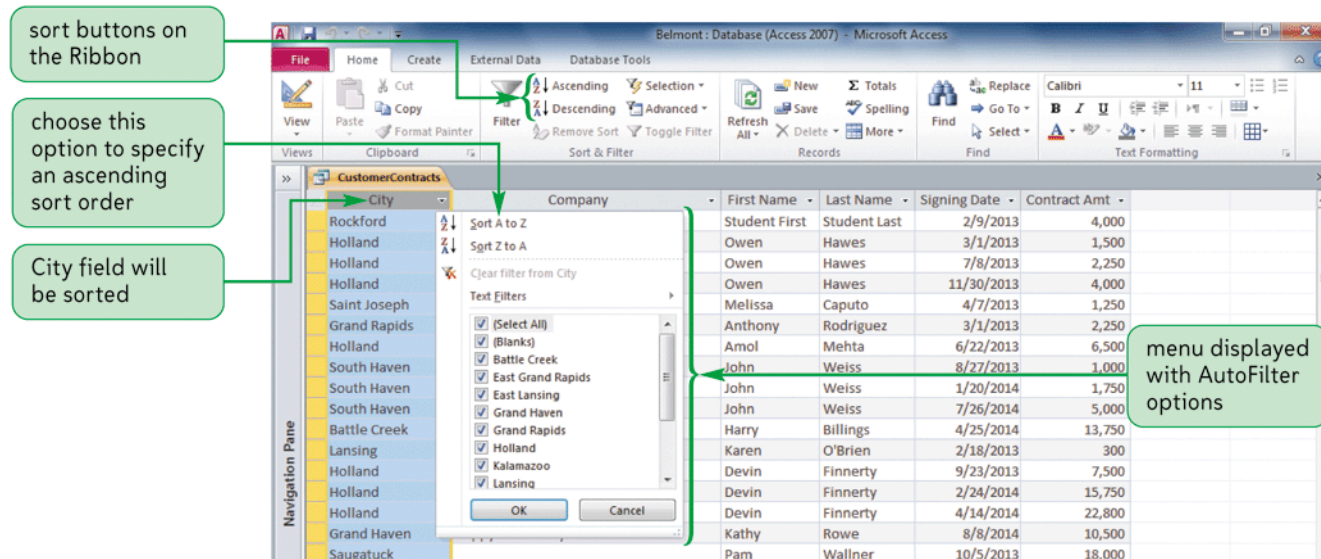 sort buttons on
the Ribbon
choose this
option to specify
an ascending
sort order
City field will
be sorted
Belmont : Database (Access 2007) - Microsoft Access
File Home Create External Data Database Tools
View
Views
Paste
Cut
Copy
Format Painter
Clipboard
Filter
Ascending
Descending
Remove Sort
Selection
Advanced
Toggle Filter
Sort & Filter
Refresh
All
New
Save
Delete
Totals
Spelling
More
Records
Find
Replace
Go To
Select
Find
Calibri 11
B I U
A
Text Formatting
Navigation Pane
CustomerContracts
City Company First Name Last Name Signing Date Contract Amt
Rockford Student First Student Last 2/9/2013 4,000
Holland Owen Hawes 3/1/2013 1,500
Holland Owen Hawes 7/8/2013 2,250
Holland Owen Hawes 11/30/2013 4,000
Saint Joseph Melissa Caputo 4/7/2013 1,250
Grand Rapids Anthony Rodriguez 3/1/2013 2,250
Holland Amol Mehta 6/22/2013 6,500
South Haven John Weiss 8/27/2013 1,000
South Haven John Weiss 1/20/2014 1,750
South Haven John Weiss 7/26/2014 5,000
Battle Creek Harry Billings 4/25/2014 13,750
Lansing Karen O'Brien 2/18/2013 300
Holland Devin Finnerty 9/23/2013 7,500
Holland Devin Finnerty 2/24/2014 15,750
Holland Devin Finnerty 4/14/2014 22,800
Grand Haven Kathy Rowe 8/8/2014 10,500
Saugatuck Pam Wallner 10/5/2013 18,000
Sort A to Z
Sort Z to A
Clear filter from City
Text Filters
(Select All)
(Blanks)
Battle Creek
East Grand Rapids
East Lansing
Grand Haven
Grand Rapids
Holland
Kalamazoo
Lansing
OK Cancel
menu displayed
with AutoFilter
options